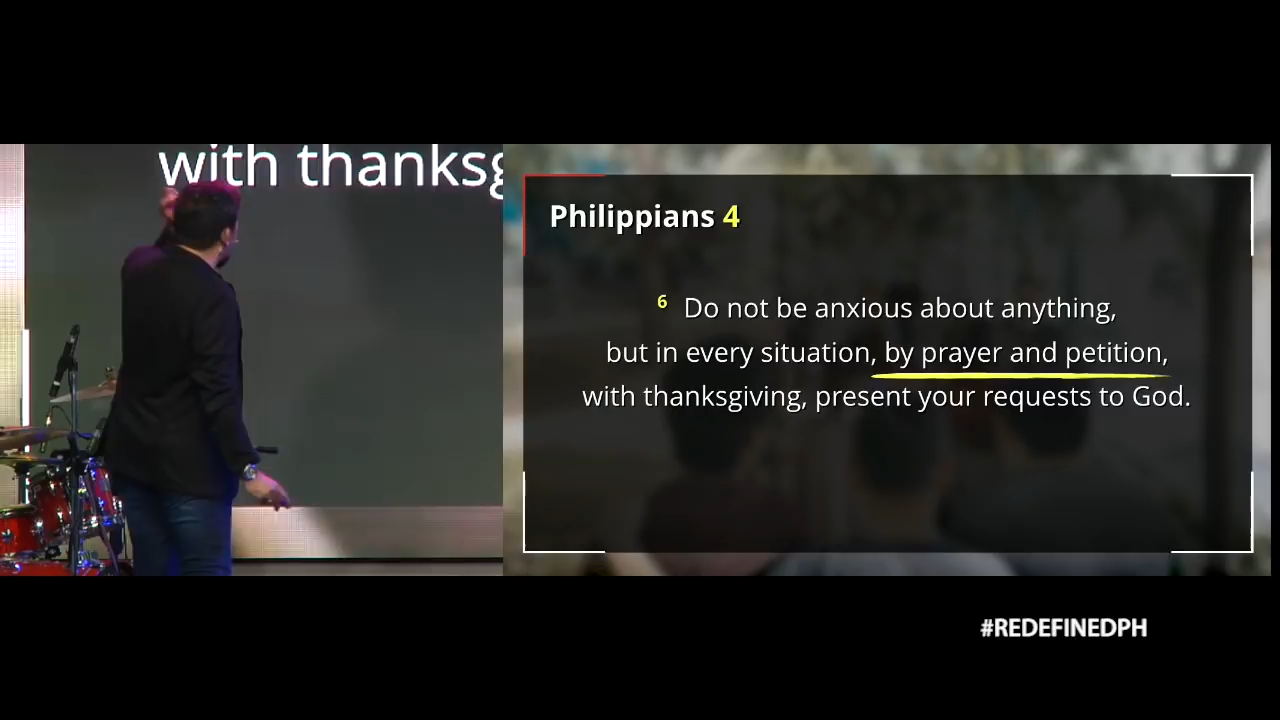 with thanksg
Philippians 4
6 Do not be anxious about anything,
but in every situation, by prayer and petition,
with thanksgiving, present your requests to God.
#REDEFINEDPH